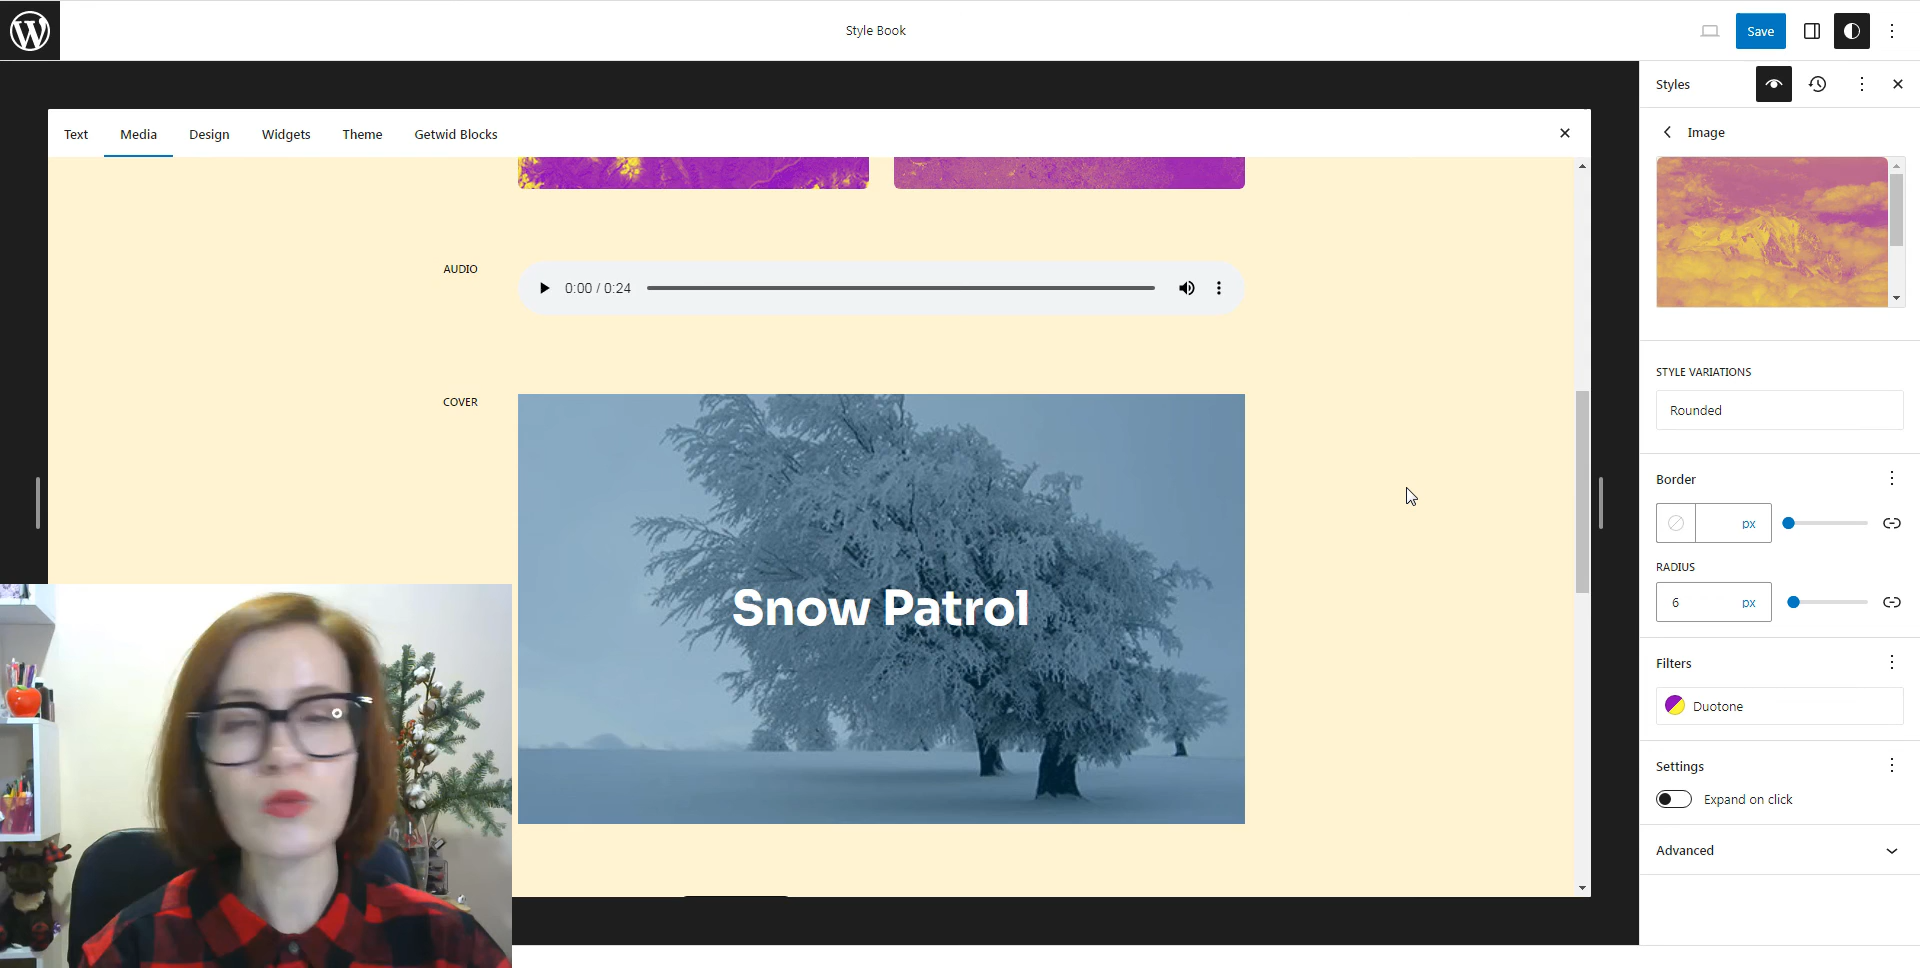 Style Book
Save
Styles
Text
Media
Design
Widgets
Theme
Getwid Blocks
Image
AUDIO
0:00 / 0:24
STYLE VARIATIONS
Rounded
COVER
Snow Patrol
Border
px
RADIUS
6
px
Filters
Duotone
Settings
Expand on click
Advanced